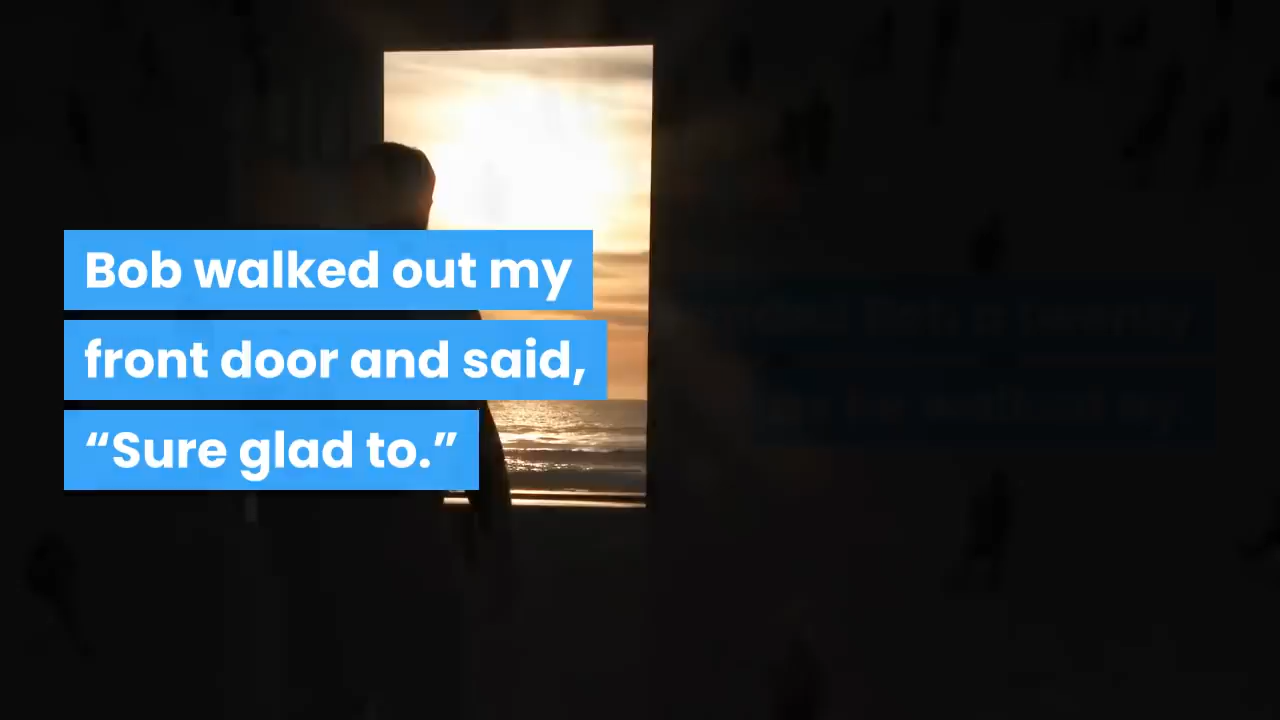 Bob walked out my
front door and said,
“Sure glad to.”